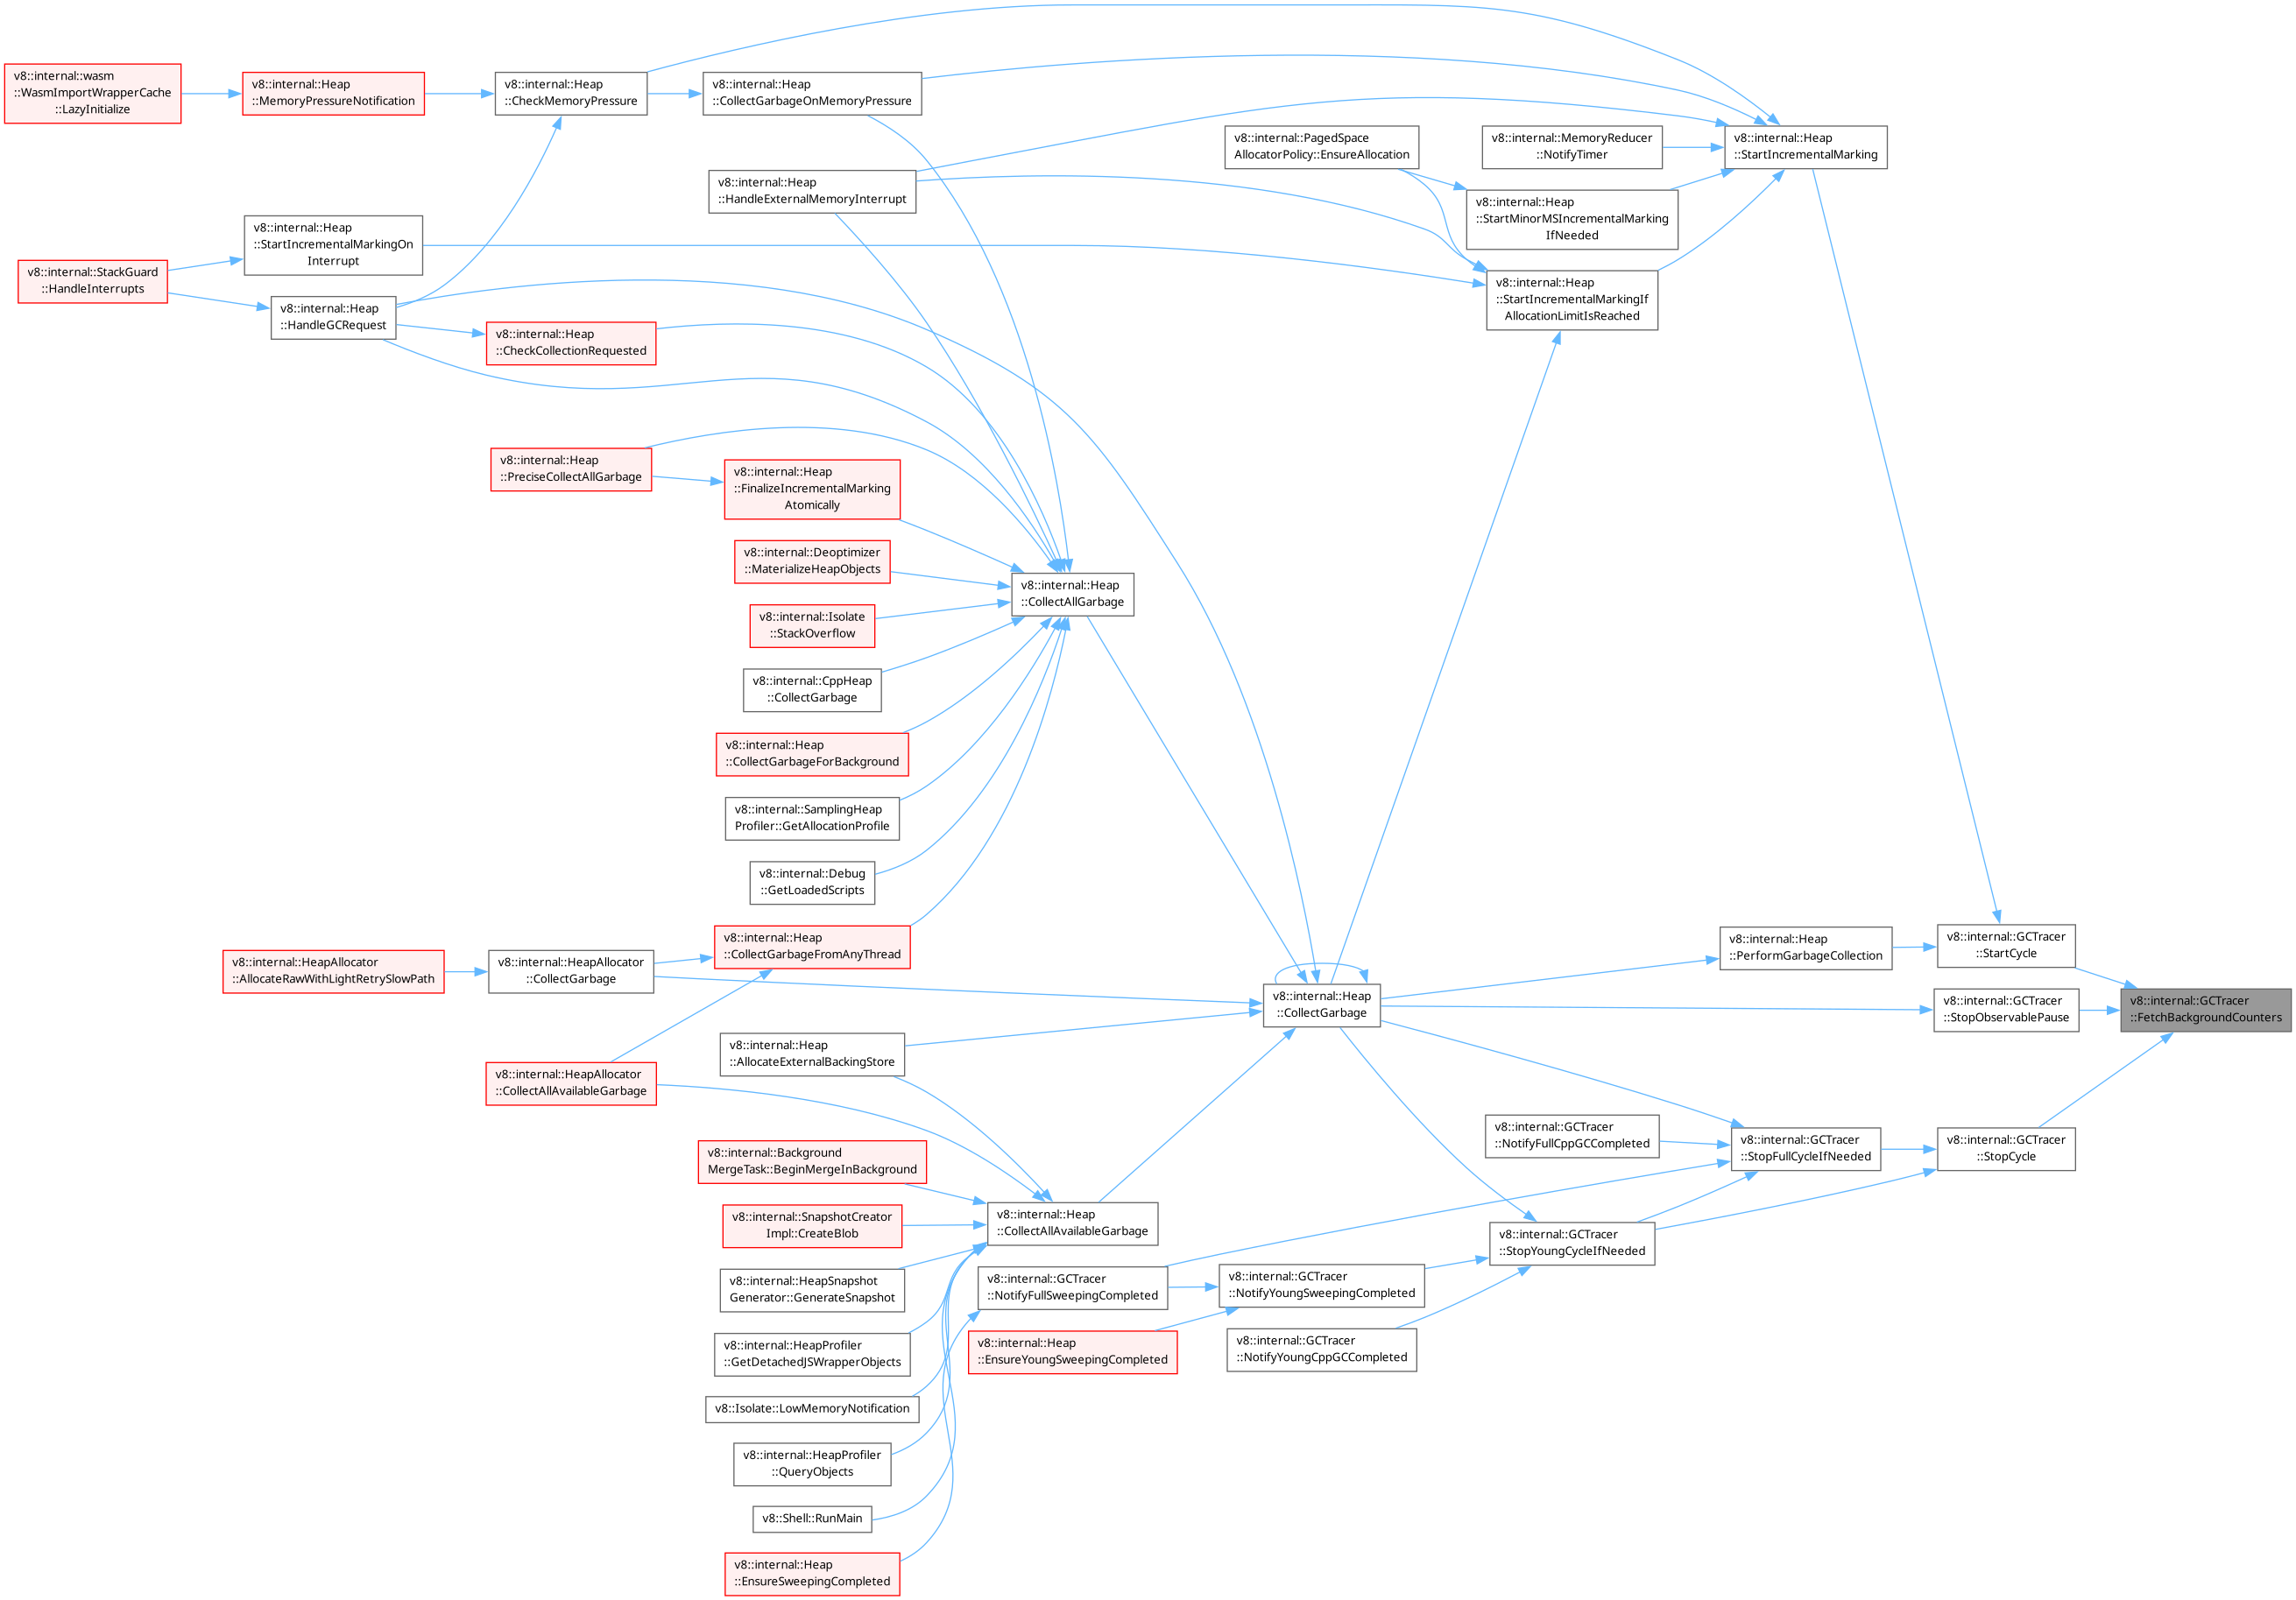 v8::internal::wasm
::WasmImportWrapperCache
::LazyInitialize
v8::internal::Heap
::MemoryPressureNotification
v8::internal::Heap
::CheckMemoryPressure
v8::internal::Heap
::CollectGarbageOnMemoryPressure
v8::internal::PagedSpace
AllocatorPolicy::EnsureAllocation
v8::internal::MemoryReducer
::NotifyTimer
v8::internal::Heap
::StartIncrementalMarking
v8::internal::Heap
::HandleExternalMemoryInterrupt
v8::internal::Heap
::StartMinorMSIncrementalMarking
IfNeeded
v8::internal::Heap
::StartIncrementalMarkingOn
Interrupt
v8::internal::StackGuard
::HandleInterrupts
v8::internal::Heap
::HandleGCRequest
v8::internal::Heap
::StartIncrementalMarkingIf
AllocationLimitIsReached
v8::internal::Heap
::CheckCollectionRequested
v8::internal::Heap
::PreciseCollectAllGarbage
v8::internal::Heap
::FinalizeIncrementalMarking
Atomically
v8::internal::Deoptimizer
::MaterializeHeapObjects
v8::internal::Heap
::CollectAllGarbage
v8::internal::Isolate
::StackOverflow
v8::internal::CppHeap
::CollectGarbage
v8::internal::Heap
::CollectGarbageForBackground
v8::internal::SamplingHeap
Profiler::GetAllocationProfile
v8::internal::Debug
::GetLoadedScripts
v8::internal::Heap
::CollectGarbageFromAnyThread
v8::internal::HeapAllocator
::AllocateRawWithLightRetrySlowPath
v8::internal::HeapAllocator
::CollectGarbage
v8::internal::Heap
::PerformGarbageCollection
v8::internal::GCTracer
::StartCycle
v8::internal::Heap
::CollectGarbage
v8::internal::GCTracer
::StopObservablePause
v8::internal::GCTracer
::FetchBackgroundCounters
v8::internal::Heap
::AllocateExternalBackingStore
v8::internal::HeapAllocator
::CollectAllAvailableGarbage
v8::internal::GCTracer
::NotifyFullCppGCCompleted
v8::internal::GCTracer
::StopFullCycleIfNeeded
v8::internal::GCTracer
::StopCycle
v8::internal::Background
MergeTask::BeginMergeInBackground
v8::internal::SnapshotCreator
Impl::CreateBlob
v8::internal::Heap
::CollectAllAvailableGarbage
v8::internal::GCTracer
::StopYoungCycleIfNeeded
v8::internal::HeapSnapshot
Generator::GenerateSnapshot
v8::internal::GCTracer
::NotifyFullSweepingCompleted
v8::internal::GCTracer
::NotifyYoungSweepingCompleted
v8::internal::HeapProfiler
::GetDetachedJSWrapperObjects
v8::internal::Heap
::EnsureYoungSweepingCompleted
v8::internal::GCTracer
::NotifyYoungCppGCCompleted
v8::Isolate::LowMemoryNotification
v8::internal::HeapProfiler
::QueryObjects
v8::Shell::RunMain
v8::internal::Heap
::EnsureSweepingCompleted